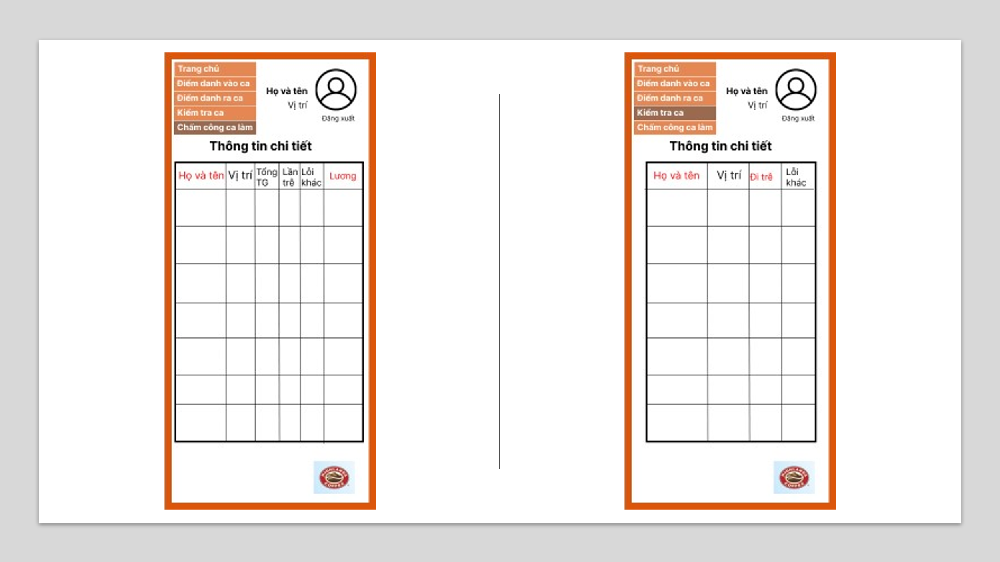 Trang chủ
Điểm danh vào ca
Điểm danh ra ca
Kiểm tra ca
Chấm công ca làm
Họ và tên
Vị trí
Đăng xuất
Thông tin chi tiết
Họ và tên Vị trí Tổng TG Lần trễ Lỗi khác Lương
HIGHLANDS COFFEE
Trang chủ
Điểm danh vào ca
Điểm danh ra ca
Kiểm tra ca
Chấm công ca làm
Họ và tên
Vị trí
Đăng xuất
Thông tin chi tiết
Họ và tên Vị trí Đi trễ Lỗi khác
HIGHLANDS COFFEE